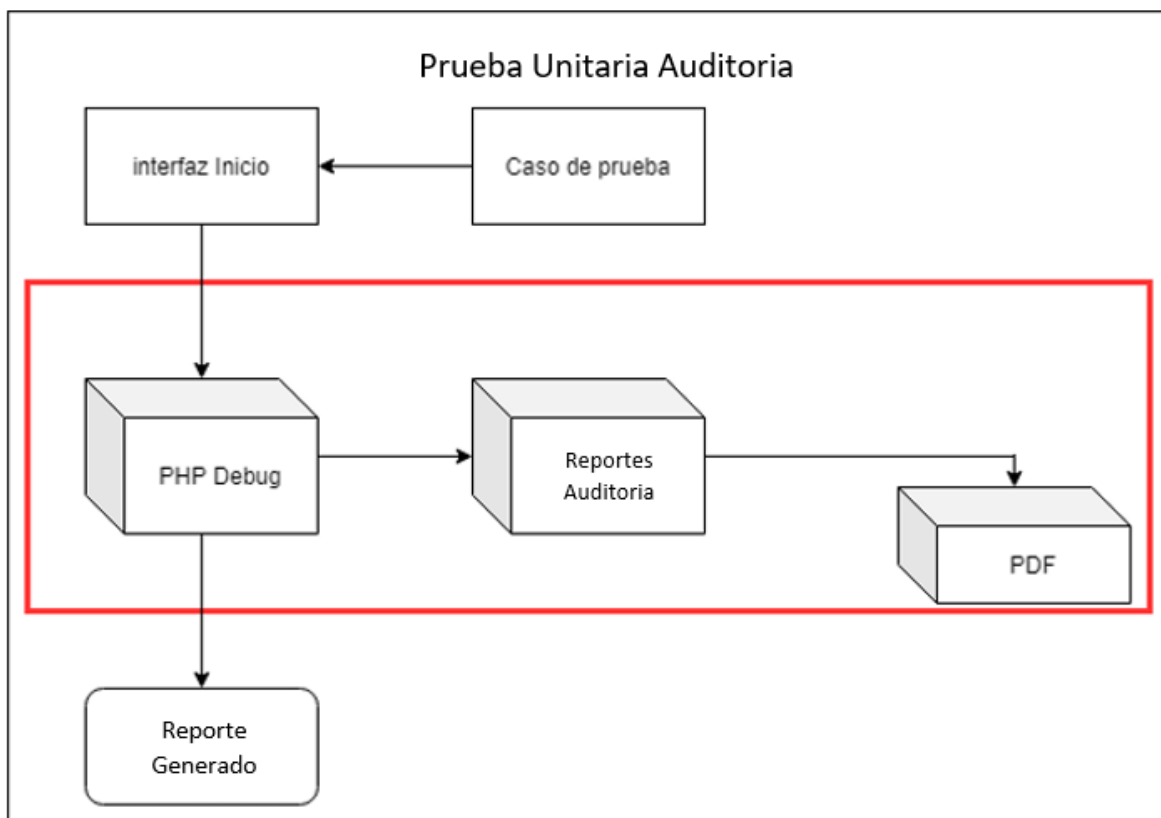 Prueba Unitaria Auditoria
interfaz Inicio
Caso de prueba
PHP Debug
Reportes
Auditoria
PDF
Reporte
Generado